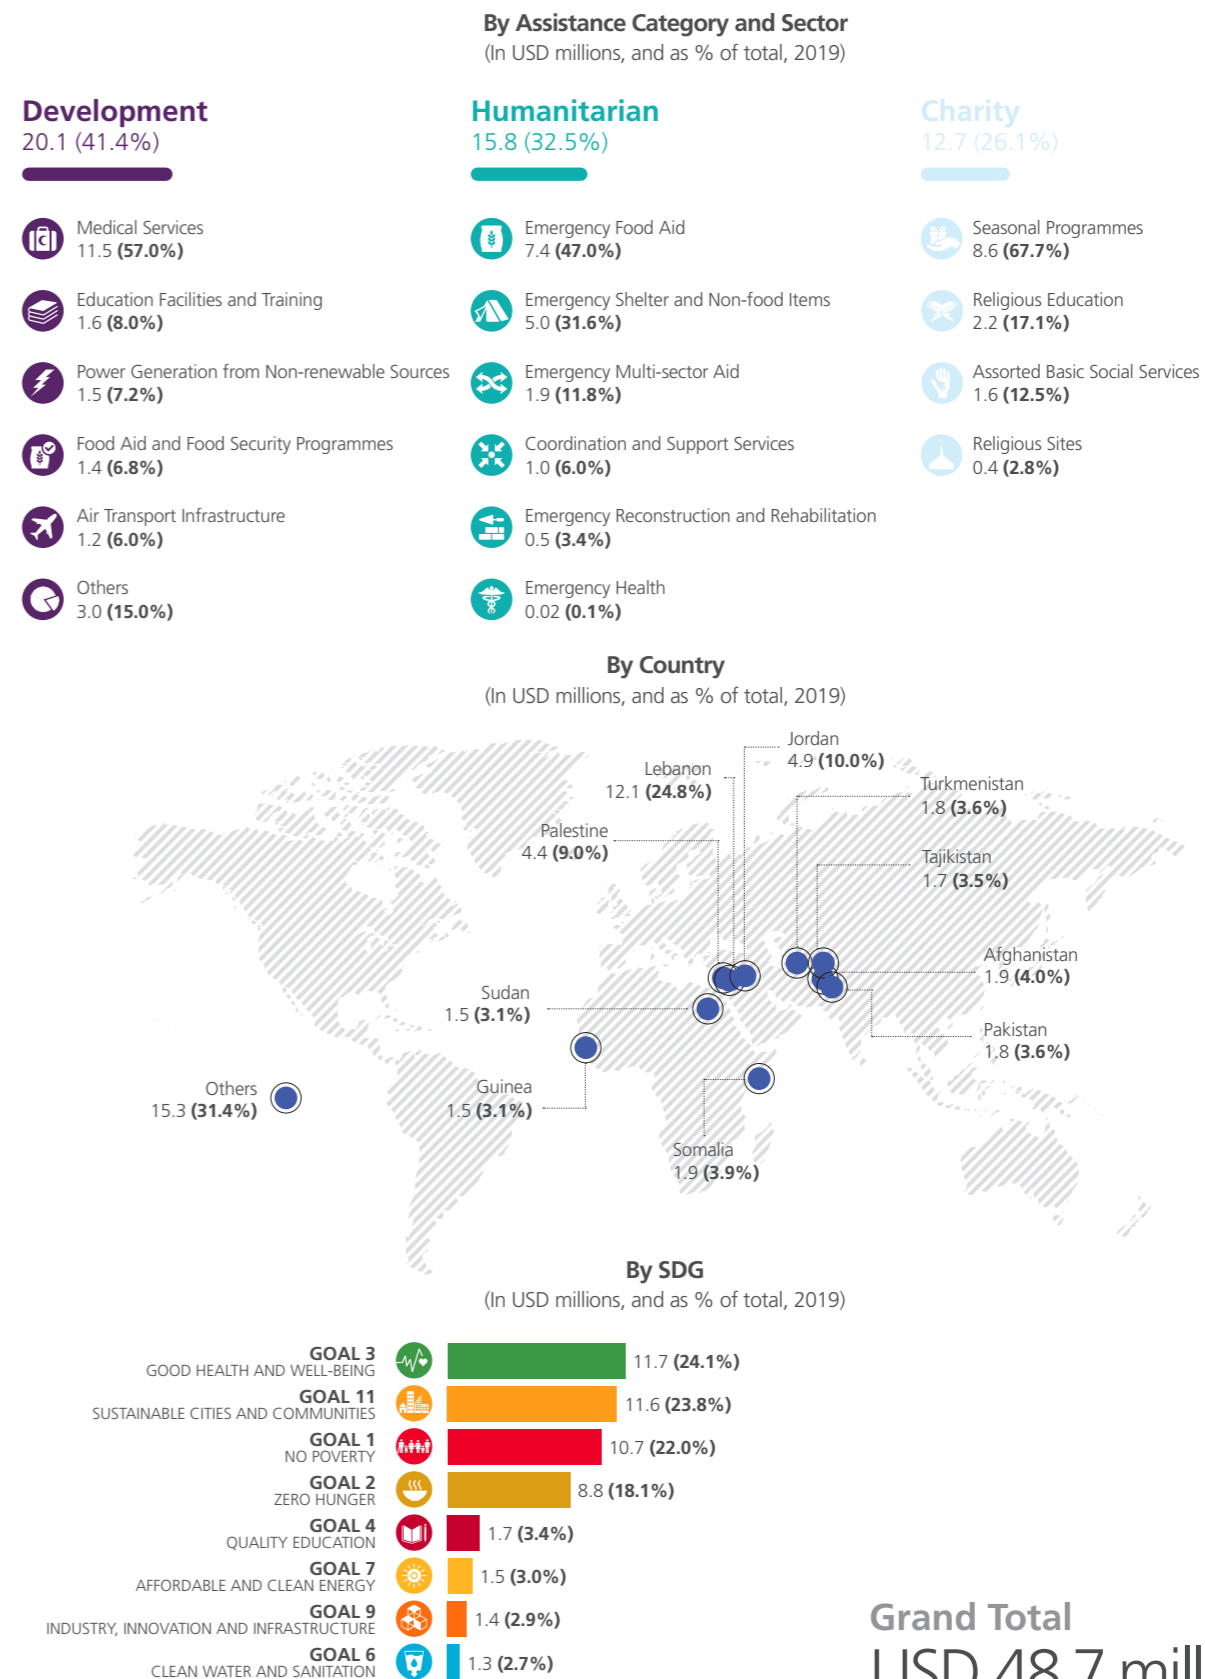 By Assistance Category and Sector
(In USD millions, and as % of total, 2019)
Development
20.1 (41.4%)
Medical Services
11.5 (57.0%)
Education Facilities and Training
1.6 (8.0%)
Power Generation from Non-renewable Sources
1.5 (7.2%)
Food Aid and Food Security Programmes
1.4 (6.8%)
Air Transport Infrastructure
1.2 (6.0%)
Others
3.0 (15.0%)
Humanitarian
15.8 (32.5%)
Emergency Food Aid
7.4 (47.0%)
Emergency Shelter and Non-food Items
5.0 (31.6%)
Emergency Multi-sector Aid
1.9 (11.8%)
Coordination and Support Services
1.0 (6.0%)
Emergency Reconstruction and Rehabilitation
0.5 (3.4%)
Emergency Health
0.02 (0.1%)
Charity
12.7 (26.1%)
Seasonal Programmes
8.6 (67.7%)
Religious Education
2.2 (17.1%)
Assorted Basic Social Services
1.6 (12.5%)
Religious Sites
0.4 (2.8%)
By Country
(In USD millions, and as % of total, 2019)
Jordan
4.9 (10.0%)
Lebanon
12.1 (24.8%)
Turkmenistan
1.8 (3.6%)
Palestine
4.4 (9.0%)
Tajikistan
1.7 (3.5%)
Afghanistan
1.9 (4.0%)
Sudan
1.5 (3.1%)
Pakistan
1.8 (3.6%)
Others
15.3 (31.4%)
Guinea
1.5 (3.1%)
Somalia
1.9 (3.9%)
By SDG
(In USD millions, and as % of total, 2019)
GOAL 3
GOOD HEALTH AND WELL-BEING
11.7 (24.1%)
GOAL 11
SUSTAINABLE CITIES AND COMMUNITIES
11.6 (23.8%)
GOAL 1
NO POVERTY
10.7 (22.0%)
GOAL 2
ZERO HUNGER
8.8 (18.1%)
GOAL 4
QUALITY EDUCATION
1.7 (3.4%)
GOAL 7
AFFORDABLE AND CLEAN ENERGY
1.5 (3.0%)
GOAL 9
INDUSTRY, INNOVATION AND INFRASTRUCTURE
1.4 (2.9%)
GOAL 6
CLEAN WATER AND SANITATION
1.3 (2.7%)
Grand Total
USD 48.7 mill